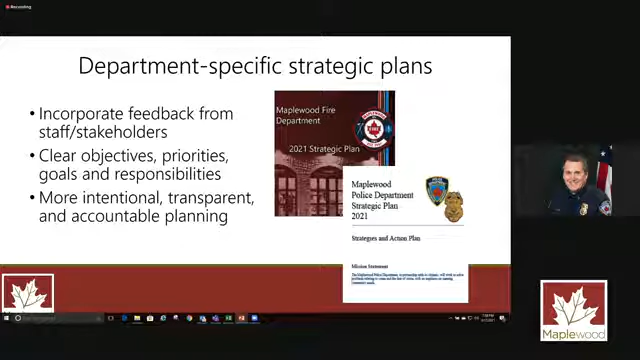 Recording
Department-specific strategic plans
• Incorporate feedback from
staff/stakeholders
• Clear objectives, priorities,
goals and responsibilities
• More intentional, transparent,
and accountable planning
Maplewood Fire
Department
FIRE
2021 Strategic Plan
Maplewood
Police Department
Strategic Plan
2021
Strategies and Action Plan
Mission Statement
Maplewood